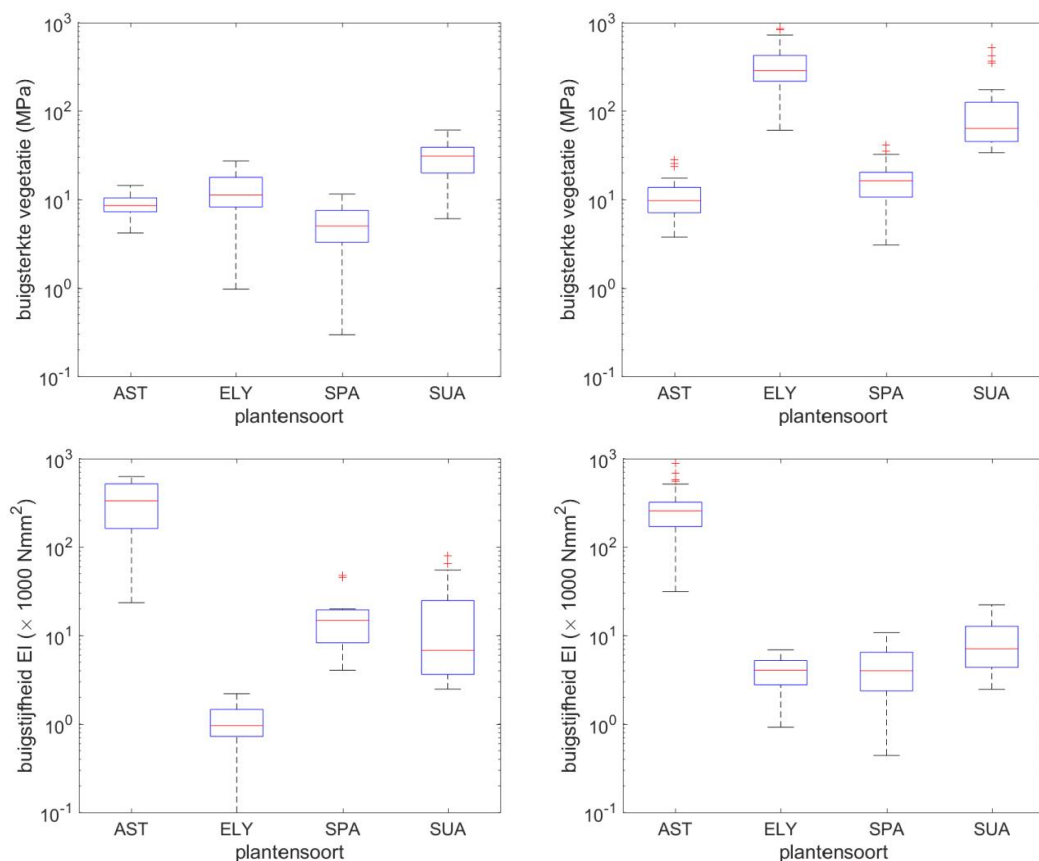 buigsterkte vegetatie (MPa)
10³
10²
10¹
10⁰
10⁻¹
AST ELY SPA SUA
plantensoort
buigsterkte vegetatie (MPa)
10³
10²
10¹
10⁰
10⁻¹
AST ELY SPA SUA
plantensoort
buigstijfheid EI (× 1000 Nmm²)
10³
10²
10¹
10⁰
10⁻¹
AST ELY SPA SUA
plantensoort
buigstijfheid EI (× 1000 Nmm²)
10³
10²
10¹
10⁰
10⁻¹
AST ELY SPA SUA
plantensoort